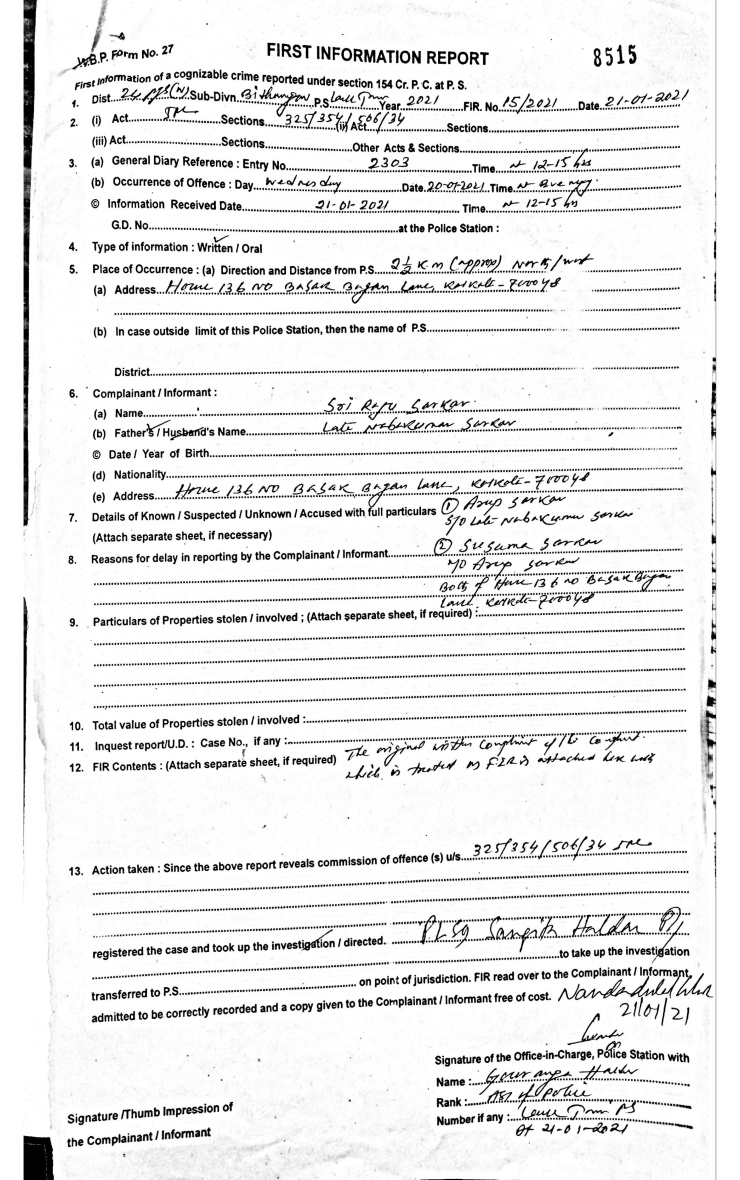 W.B.P. Form No. 27
FIRST INFORMATION REPORT
8515
First Information of a cognizable crime reported under section 154 Cr. P. C. at P. S.
1. Dist. 24 PGS(N) Sub-Divn. P.S. Lake Town Year 2021 FIR. No. 15/2021 Date. 21-01-2021
2. (i) Act IPC Sections 325/354/506/34 (ii) Act Sections
(iii) Act Sections Other Acts & Sections
3. (a) General Diary Reference : Entry No. 2303 Time at 12-15 hrs
(b) Occurrence of Offence : Day Wednesday Date 20-01-2021 Time at
© Information Received Date 21-01-2021 Time at 12-15 hrs
G.D. No. at the Police Station :
4. Type of information : Written / Oral
5. Place of Occurrence : (a) Direction and Distance from P.S. 2½ Km (approx) North/west
(a) Address House 136 NO Basak Bagan Lane, Kolkata-700048
(b) In case outside limit of this Police Station, then the name of P.S.
District
6. Complainant / Informant :
(a) Name Sri Raju Sarkar
(b) Father's / Husband's Name Late Nabakumar Sarkar
© Date / Year of Birth
(d) Nationality
(e) Address House 136 NO Basak Bagan Lane, Kolkata-700048
7. Details of Known / Suspected / Unknown / Accused with full particulars ① Arup Sarkar
S/O Late Nabakumar Sarkar
(Attach separate sheet, if necessary)
② Susama Sarkar
8. Reasons for delay in reporting by the Complainant / Informant
W/O Arup Sarkar
Both of House 136 no Basak Bagan
Lane, Kolkata-700048
9. Particulars of Properties stolen / involved ; (Attach separate sheet, if required) :
10. Total value of Properties stolen / involved :
11. Inquest report/U.D. : Case No., if any :
12. FIR Contents : (Attach separate sheet, if required) The original written complaint of the complt.
which is treated as FIR is attached here with
13. Action taken : Since the above report reveals commission of offence (s) u/s 325/354/506/34 IPC
registered the case and took up the investigation / directed. Haldar
to take up the investigation
transferred to P.S. on point of jurisdiction. FIR read over to the Complainant / Informant,
admitted to be correctly recorded and a copy given to the Complainant / Informant free of cost.
21/01/21
Signature of the Office-in-Charge, Police Station with
Name : Gouranga Halder
Rank : ASI of Police
Number if any : Lake Town PS
Dt 21-01-2021
Signature /Thumb Impression of
the Complainant / Informant